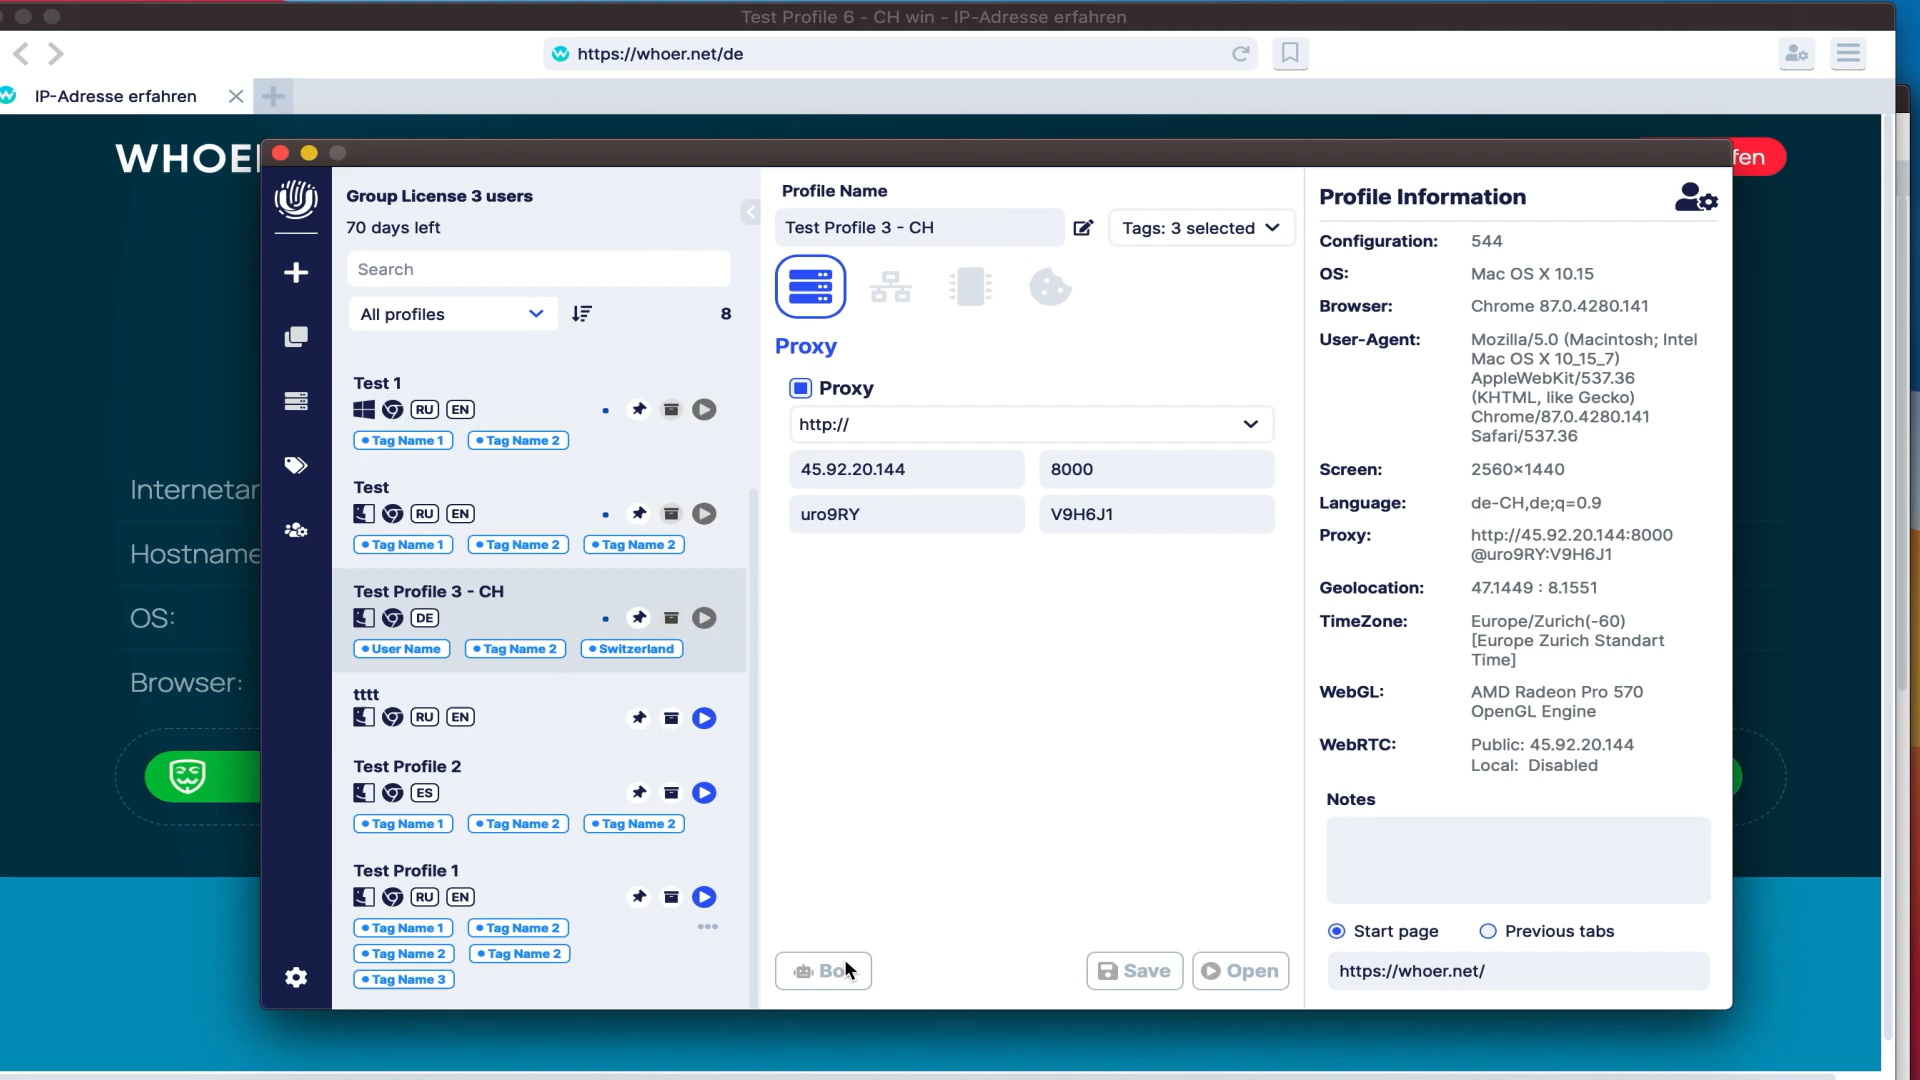 Test Profile 6 - CH win - IP-Adresse erfahren
https://whoer.net/de
IP-Adresse erfahren
WHOE
fen
Hostname
OS:
Browser:
Group License 3 users
70 days left
Search
All profiles
8
Test 1
RU EN
Tag Name 1 Tag Name 2
Test
RU EN
Tag Name 1 Tag Name 2 Tag Name 2
Test Profile 3 - CH
DE
User Name Tag Name 2 Switzerland
tttt
RU EN
Test Profile 2
ES
Tag Name 1 Tag Name 2 Tag Name 2
Test Profile 1
RU EN
Tag Name 1 Tag Name 2
Tag Name 2 Tag Name 2
Tag Name 3
Profile Name
Test Profile 3 - CH
Tags: 3 selected
Proxy
Proxy
http://
45.92.20.144 8000
uro9RY V9H6J1
Save Open
Profile Information
Configuration: 544
OS: Mac OS X 10.15
Browser: Chrome 87.0.4280.141
User-Agent: Mozilla/5.0 (Macintosh; Intel
Mac OS X 10_15_7)
AppleWebKit/537.36
(KHTML, like Gecko)
Chrome/87.0.4280.141
Safari/537.36
Screen: 2560×1440
Language: de-CH,de;q=0.9
Proxy: http://45.92.20.144:8000
@uro9RY:V9H6J1
Geolocation: 47.1449 : 8.1551
TimeZone: Europe/Zurich(-60)
[Europe Zurich Standart
Time]
WebGL: AMD Radeon Pro 570
OpenGL Engine
WebRTC: Public: 45.92.20.144
Local: Disabled
Notes
Start page Previous tabs
https://whoer.net/